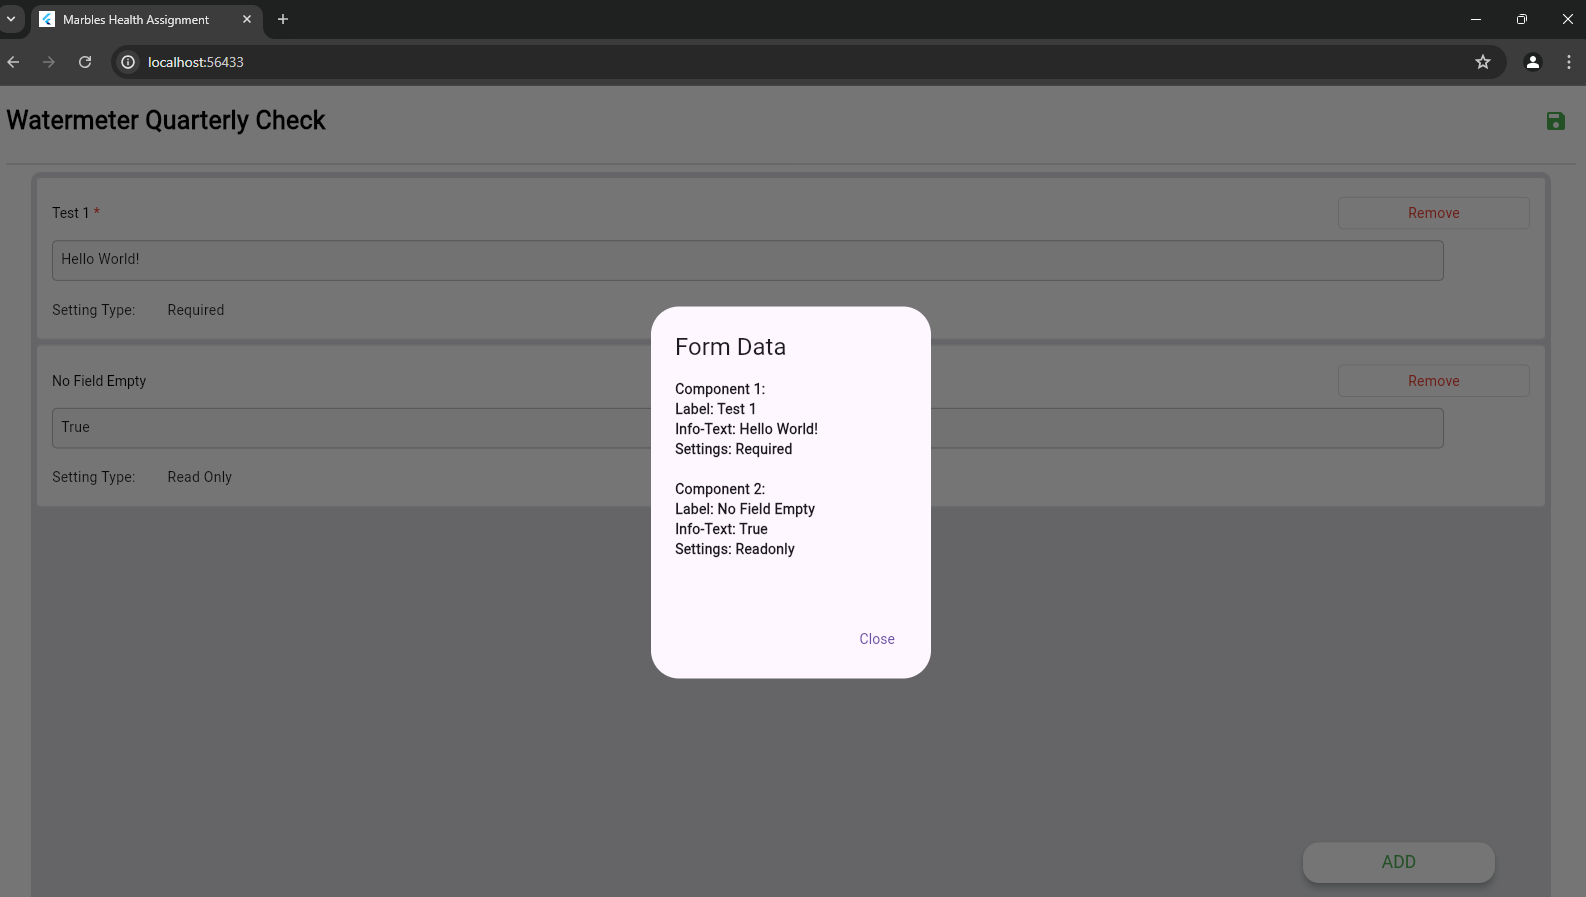 Marbles Health Assignment
localhost:56433
Watermeter Quarterly Check
Test 1 *
Remove
Hello World!
Setting Type: Required
No Field Empty
Remove
True
Setting Type: Read Only
Form Data
Component 1:
Label: Test 1
Info-Text: Hello World!
Settings: Required
Component 2:
Label: No Field Empty
Info-Text: True
Settings: Readonly
Close
ADD